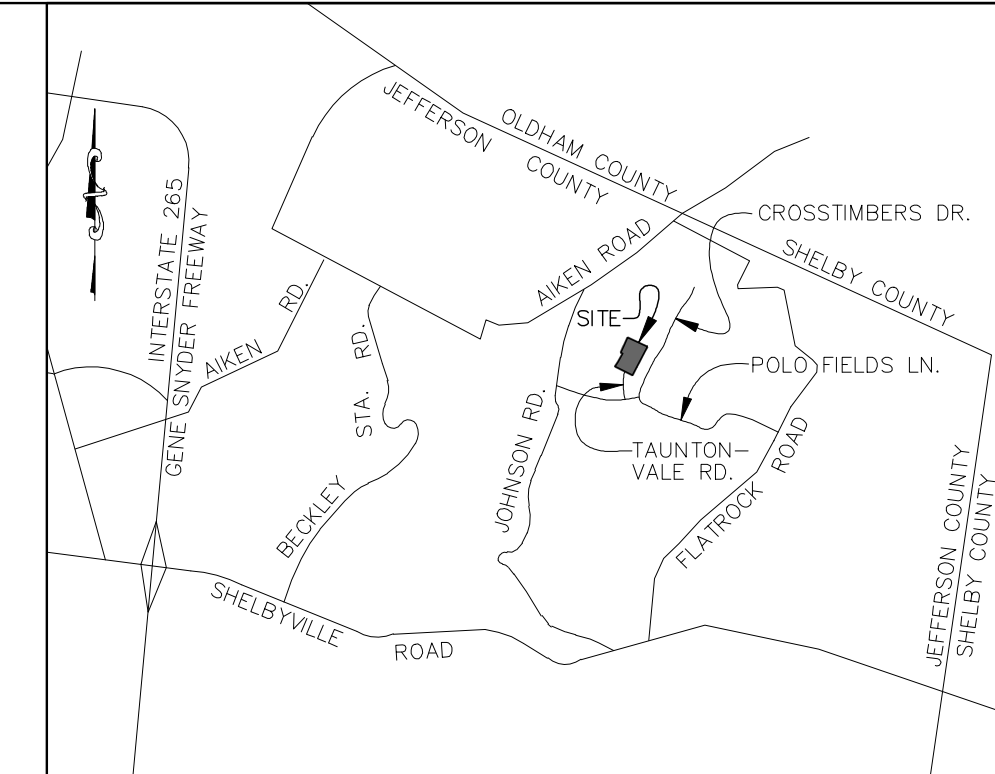 JEFFERSON
COUNTY
OLDHAM COUNTY
SHELBY COUNTY
CROSSTIMBERS DR.
AIKEN ROAD
INTERSTATE 265
GENE SNYDER FREEWAY
AIKEN
RD.
SITE
POLO FIELDS LN.
BECKLEY
STA. RD.
JOHNSON RD.
TAUNTON-
VALE RD.
FLATROCK ROAD
JEFFERSON COUNTY
SHELBY COUNTY
SHELBYVILLE
ROAD